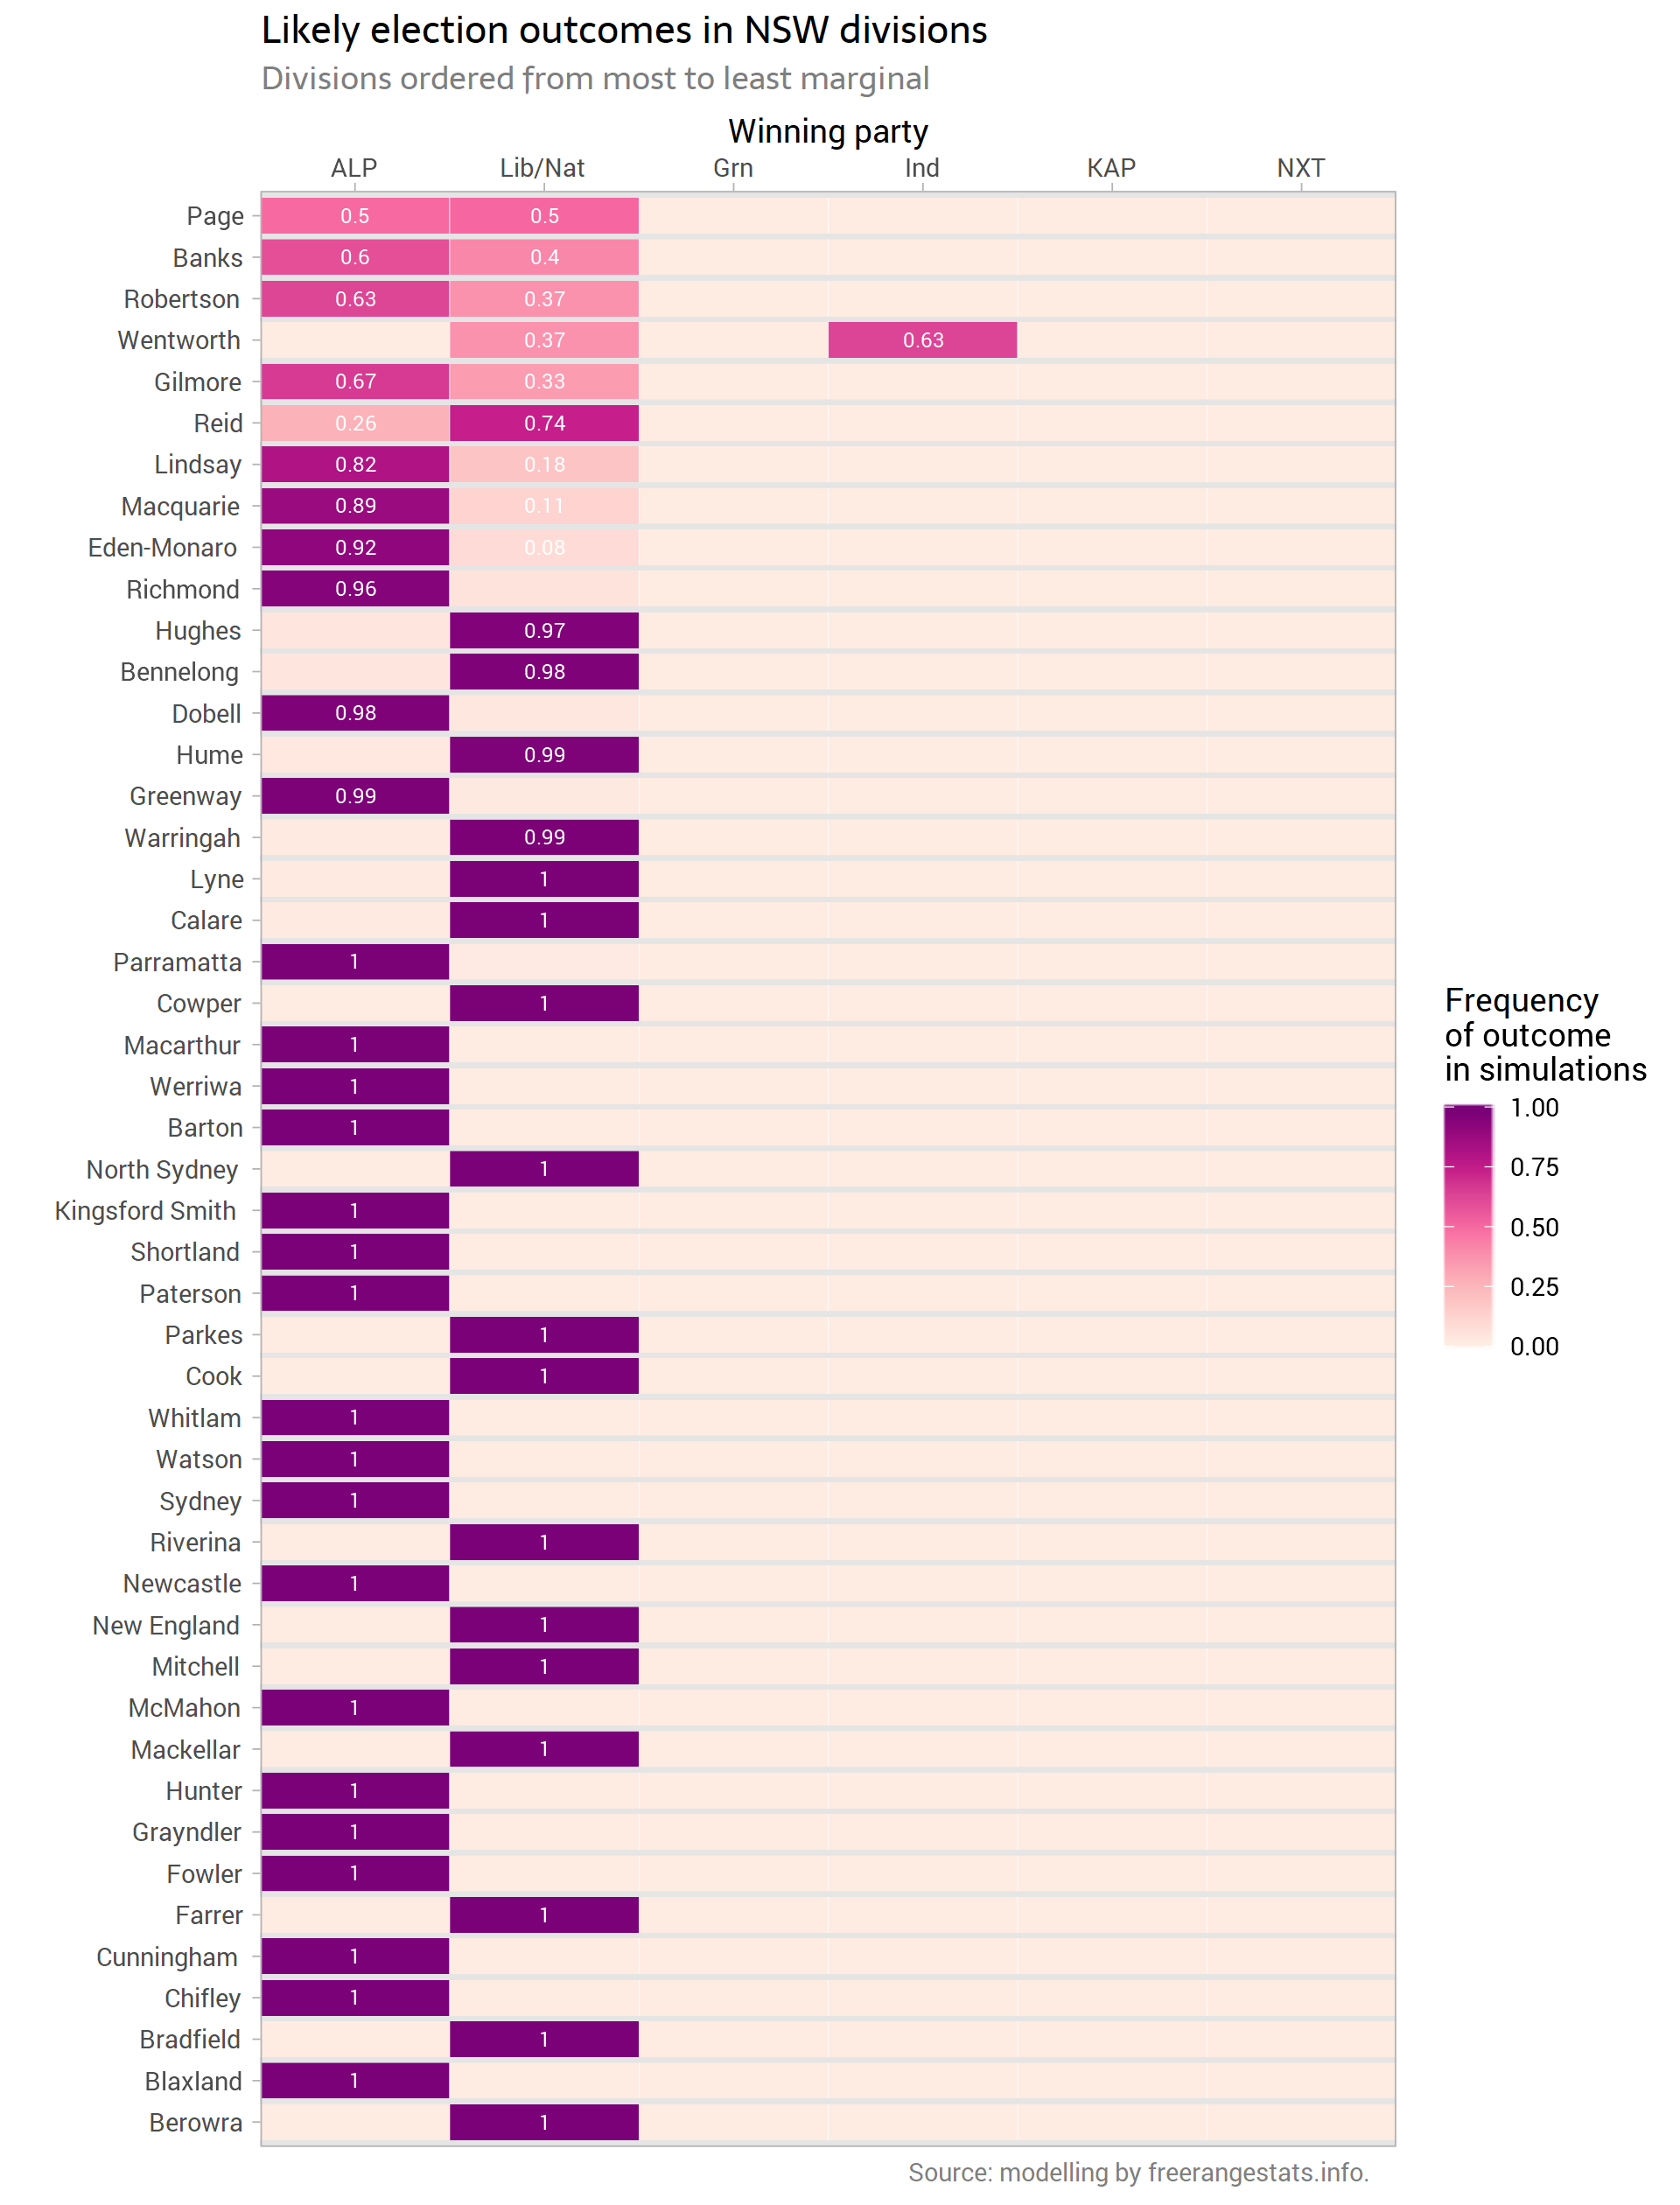 Likely election outcomes in NSW divisions
Divisions ordered from most to least marginal
Winning party
ALP Lib/Nat Grn Ind KAP NXT
Page 0.5 0.5
Banks 0.6 0.4
Robertson 0.63 0.37
Wentworth 0.37 0.63
Gilmore 0.67 0.33
Reid 0.26 0.74
Lindsay 0.82 0.18
Macquarie 0.89 0.11
Eden-Monaro 0.92 0.08
Richmond 0.96
Hughes 0.97
Bennelong 0.98
Dobell 0.98
Hume 0.99
Greenway 0.99
Warringah 0.99
Lyne 1
Calare 1
Parramatta 1
Cowper 1
Macarthur 1
Werriwa 1
Barton 1
North Sydney 1
Kingsford Smith 1
Shortland 1
Paterson 1
Parkes 1
Cook 1
Whitlam 1
Watson 1
Sydney 1
Riverina 1
Newcastle 1
New England 1
Mitchell 1
McMahon 1
Mackellar 1
Hunter 1
Grayndler 1
Fowler 1
Farrer 1
Cunningham 1
Chifley 1
Bradfield 1
Blaxland 1
Berowra 1
Frequency
of outcome
in simulations
1.00
0.75
0.50
0.25
0.00
Source: modelling by freerangestats.info.